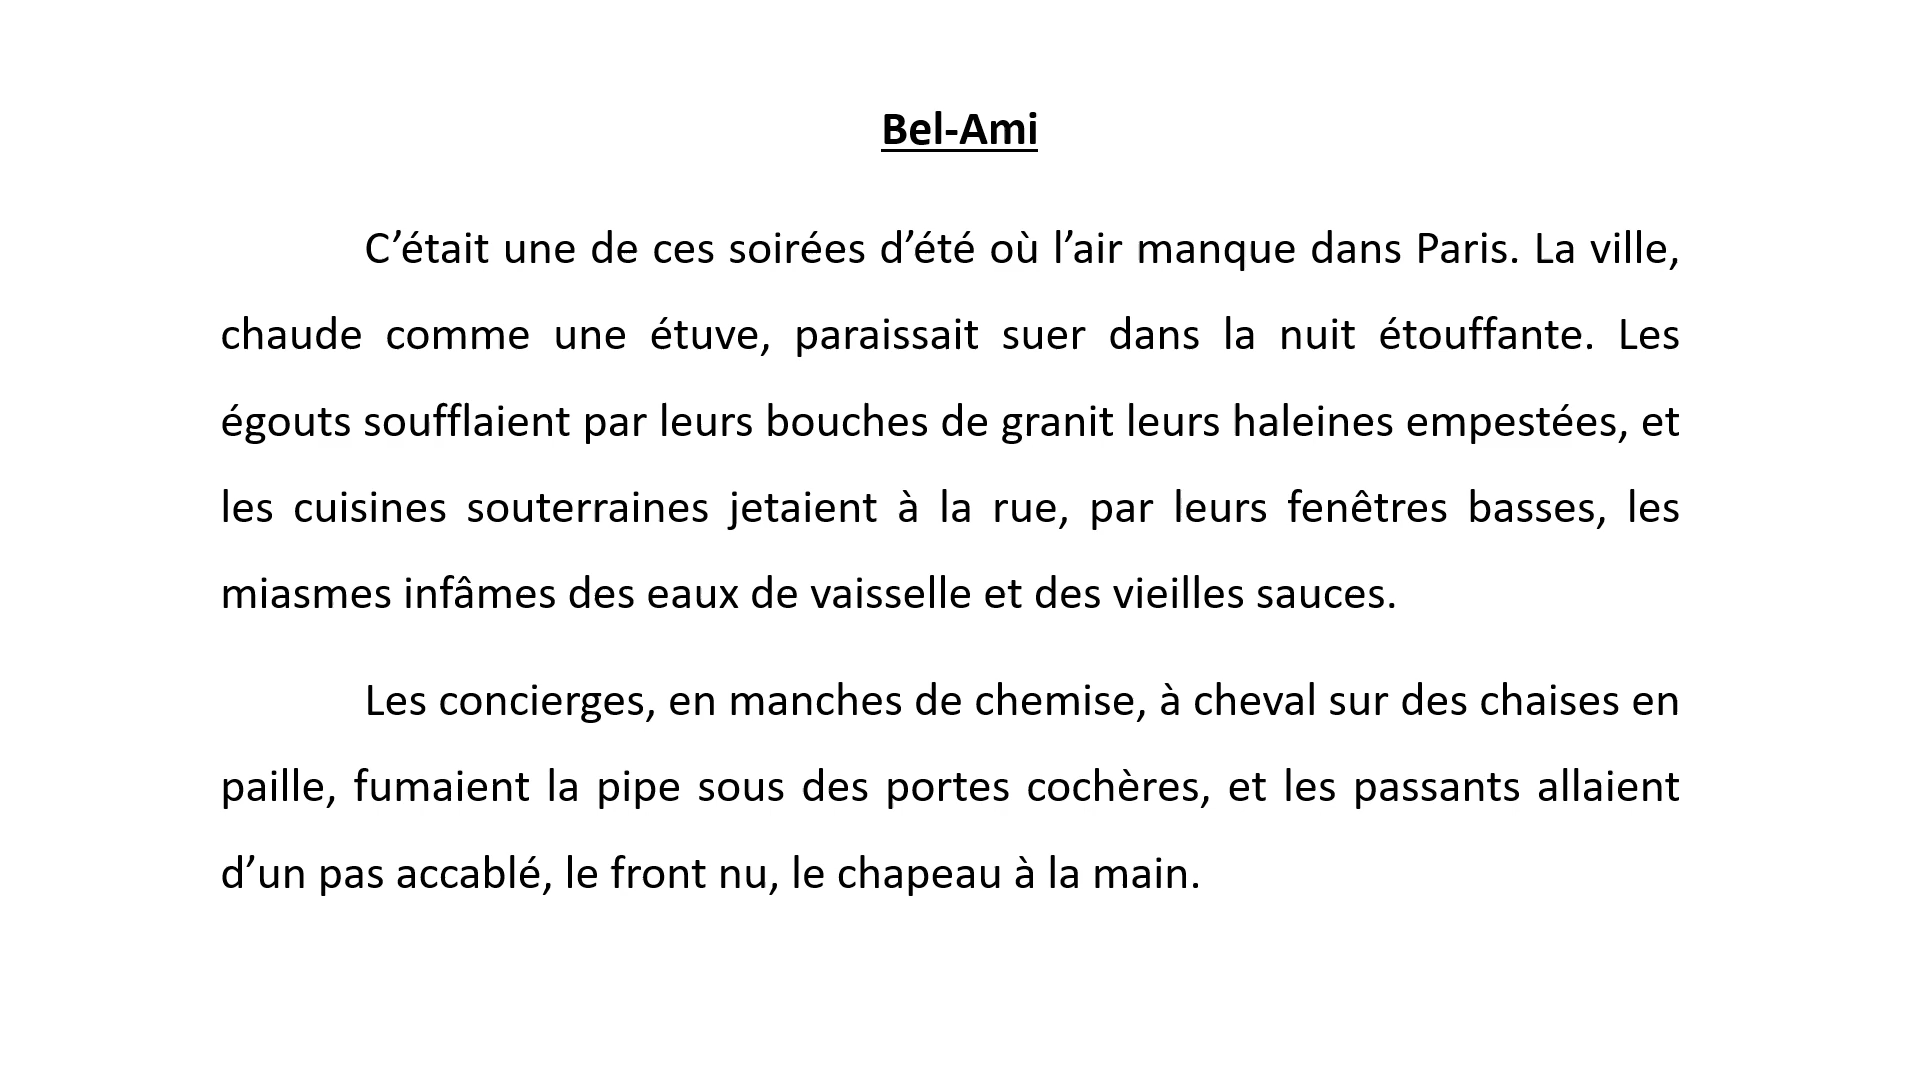 Bel-Ami
C’était une de ces soirées d’été où l’air manque dans Paris. La ville,
chaude comme une étuve, paraissait suer dans la nuit étouffante. Les
égouts soufflaient par leurs bouches de granit leurs haleines empestées, et
les cuisines souterraines jetaient à la rue, par leurs fenêtres basses, les
miasmes infâmes des eaux de vaisselle et des vieilles sauces.
Les concierges, en manches de chemise, à cheval sur des chaises en
paille, fumaient la pipe sous des portes cochères, et les passants allaient
d’un pas accablé, le front nu, le chapeau à la main.